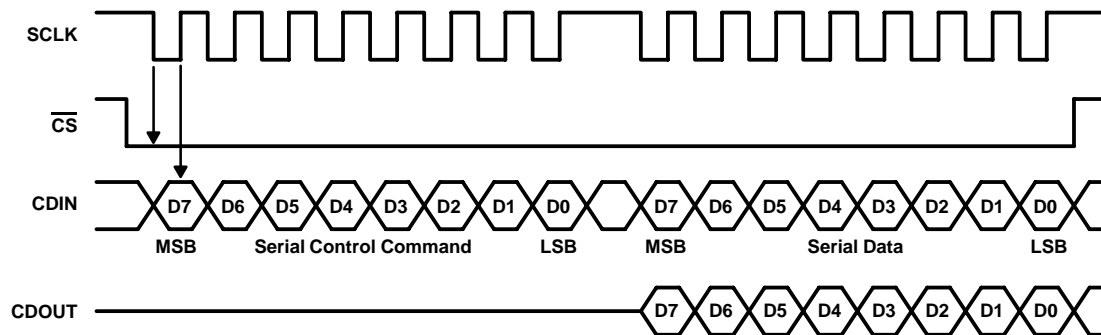 SCLK
CS
CDIN D7 D6 D5 D4 D3 D2 D1 D0 D7 D6 D5 D4 D3 D2 D1 D0
MSB Serial Control Command LSB MSB Serial Data LSB
CDOUT D7 D6 D5 D4 D3 D2 D1 D0